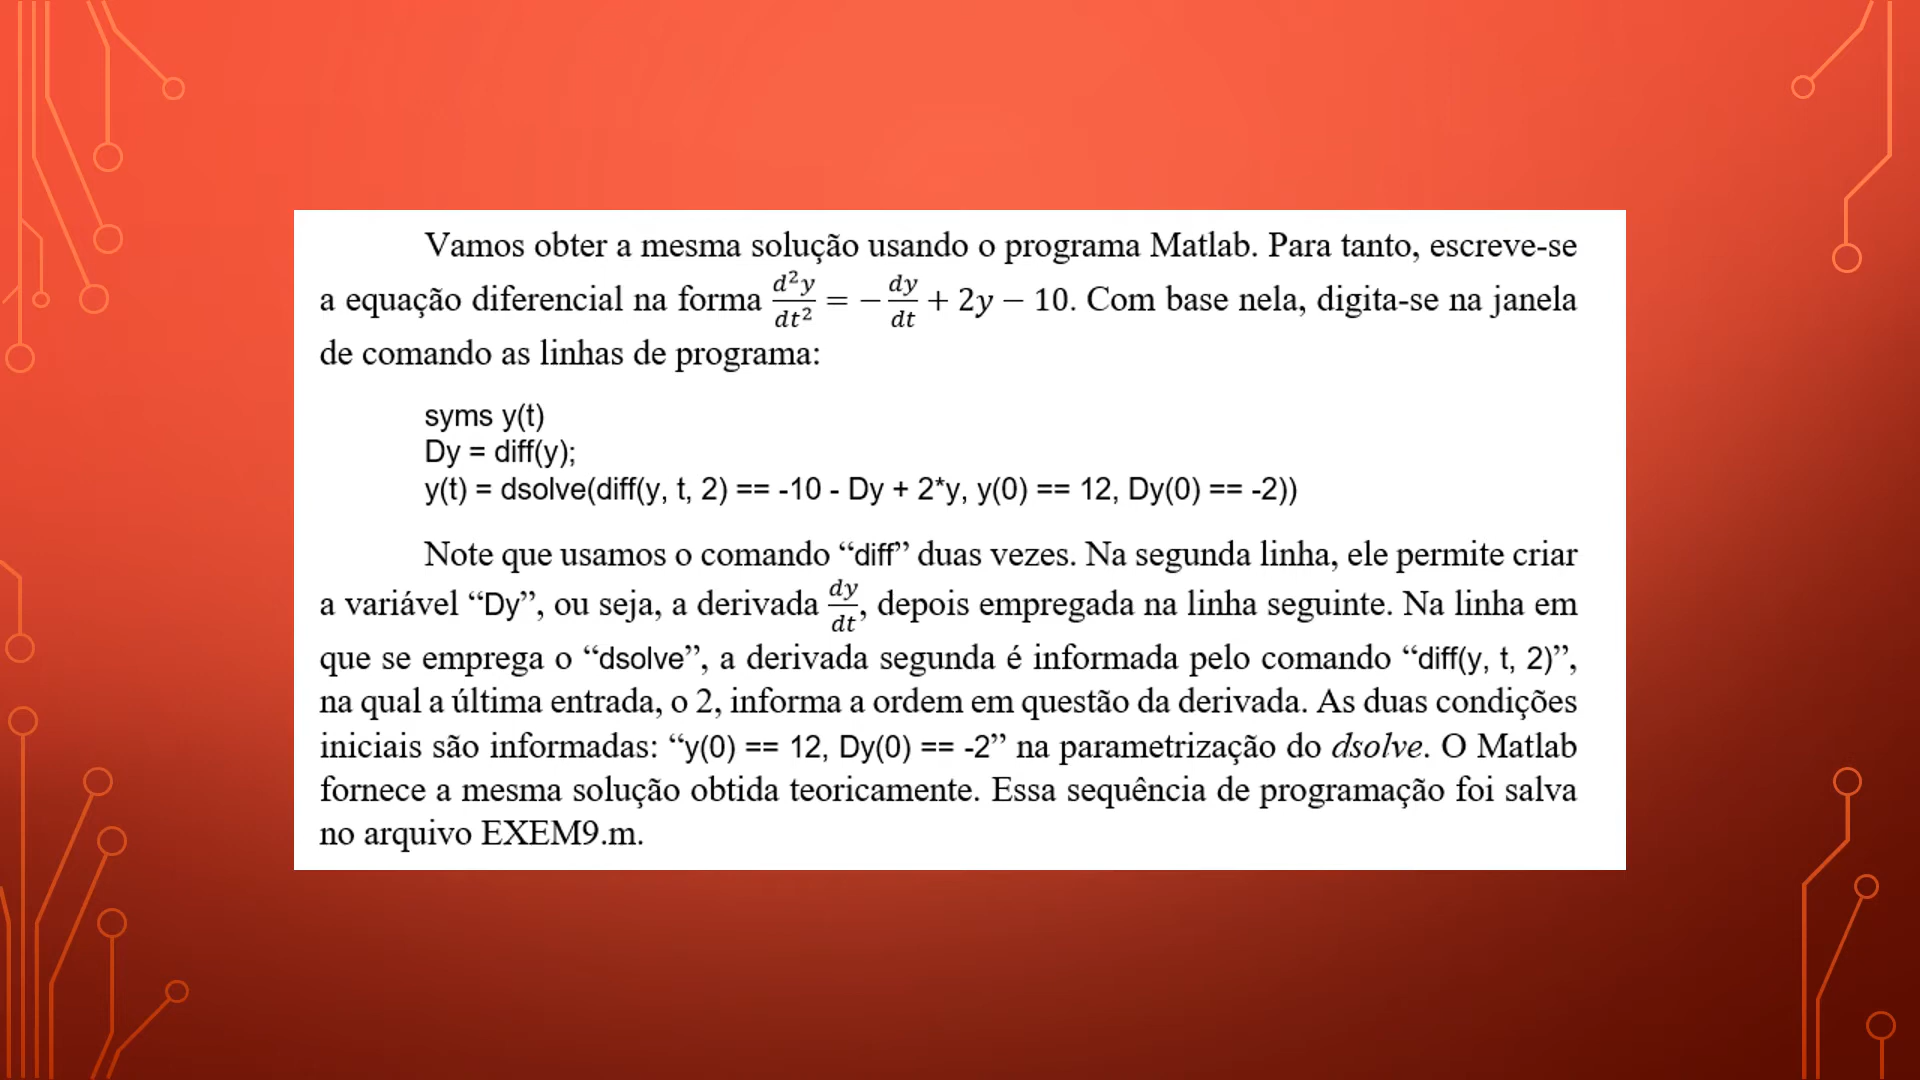 Vamos obter a mesma solução usando o programa Matlab. Para tanto, escreve-se
a equação diferencial na forma d²y/dt² = −dy/dt + 2y − 10. Com base nela, digita-se na janela
de comando as linhas de programa:
syms y(t)
Dy = diff(y);
y(t) = dsolve(diff(y, t, 2) == -10 - Dy + 2*y, y(0) == 12, Dy(0) == -2))
Note que usamos o comando “diff” duas vezes. Na segunda linha, ele permite criar
a variável “Dy”, ou seja, a derivada dy/dt, depois empregada na linha seguinte. Na linha em
que se emprega o “dsolve”, a derivada segunda é informada pelo comando “diff(y, t, 2)”,
na qual a última entrada, o 2, informa a ordem em questão da derivada. As duas condições
iniciais são informadas: “y(0) == 12, Dy(0) == -2” na parametrização do dsolve. O Matlab
fornece a mesma solução obtida teoricamente. Essa sequência de programação foi salva
no arquivo EXEM9.m.